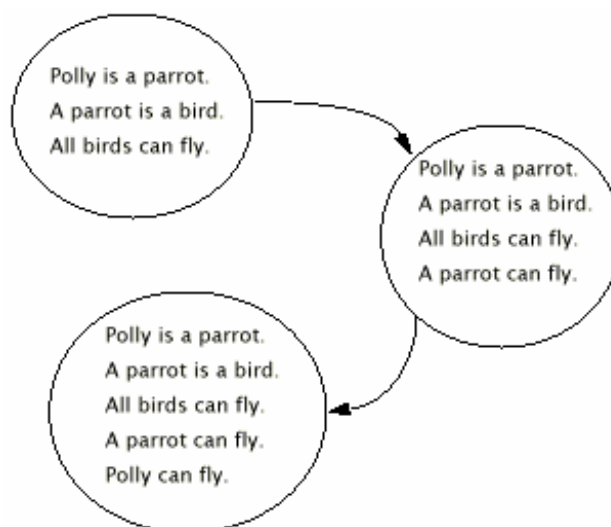 Polly is a parrot.
A parrot is a bird.
All birds can fly.
Polly is a parrot.
A parrot is a bird.
All birds can fly.
A parrot can fly.
Polly is a parrot.
A parrot is a bird.
All birds can fly.
A parrot can fly.
Polly can fly.